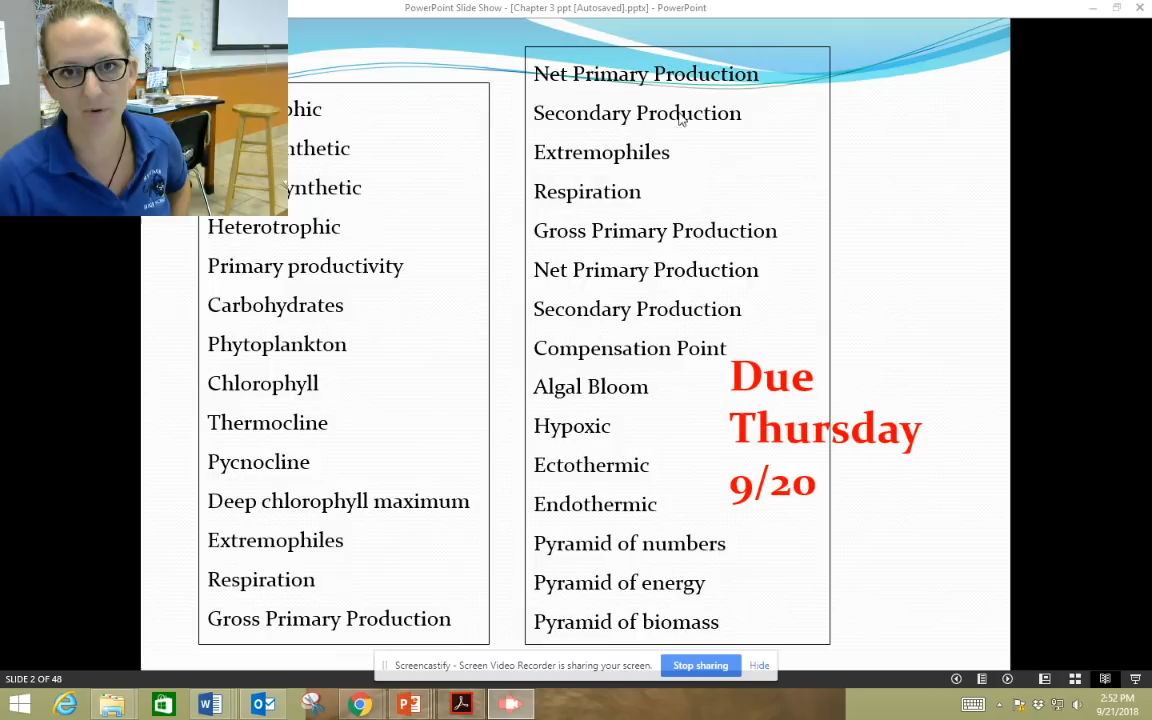 PowerPoint Slide Show - [Chapter 3 ppt [Autosaved].pptx] - PowerPoint
Heterotrophic
Primary productivity
Carbohydrates
Phytoplankton
Chlorophyll
Thermocline
Pycnocline
Deep chlorophyll maximum
Extremophiles
Respiration
Gross Primary Production
Net Primary Production
Secondary Production
Extremophiles
Respiration
Gross Primary Production
Net Primary Production
Secondary Production
Compensation Point
Algal Bloom
Hypoxic
Ectothermic
Endothermic
Pyramid of numbers
Pyramid of energy
Pyramid of biomass
Due
Thursday
9/20
Screencastify - Screen Video Recorder is sharing your screen.
Stop sharing
Hide
SLIDE 2 OF 48
2:52 PM
9/21/2018